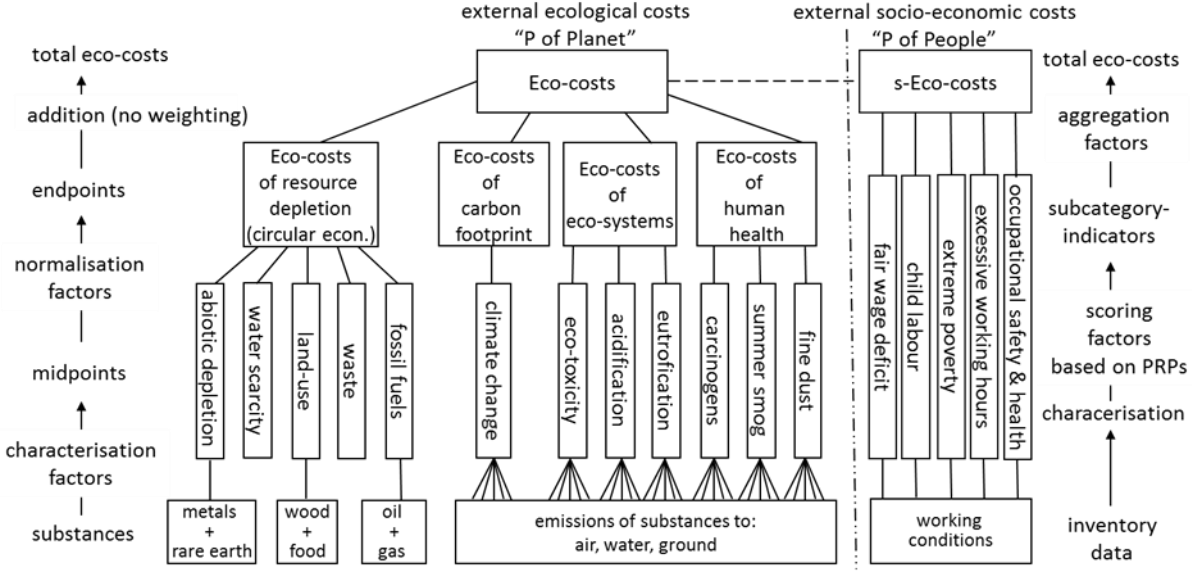 external ecological costs
“P of Planet”
external socio-economic costs
“P of People”
total eco-costs
addition (no weighting)
endpoints
normalisation
factors
midpoints
characterisation
factors
substances
Eco-costs
s-Eco-costs
Eco-costs
of resource
depletion
(circular econ.)
Eco-costs
of
carbon
footprint
Eco-costs
of
eco-systems
Eco-costs
of
human
health
abiotic depletion
water scarcity
land-use
waste
fossil fuels
climate change
eco-toxicity
acidification
eutrofication
carcinogens
summer smog
fine dust
fair wage deficit
child labour
extreme poverty
excessive working hours
occupational safety & health
metals
+
rare earth
wood
+
food
oil
+
gas
emissions of substances to:
air, water, ground
working
conditions
total eco-costs
aggregation
factors
subcategory-
indicators
scoring
factors
based on PRPs
characerisation
inventory
data